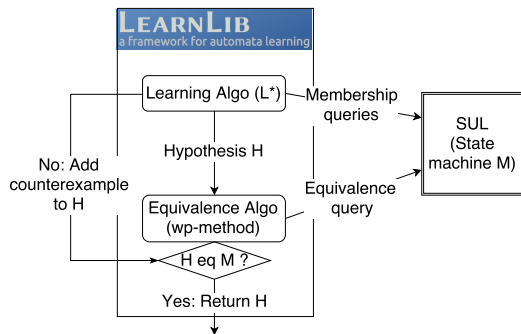 LEARNLIB
a framework for automata learning
Learning Algo (L*)
Membership
queries
SUL
(State
machine M)
Hypothesis H
No: Add
counterexample
to H
Equivalence
query
Equivalence Algo
(wp-method)
H eq M ?
Yes: Return H